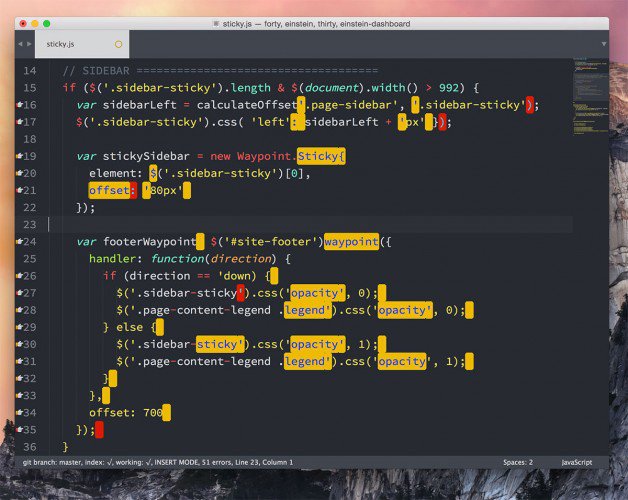 sticky.js — forty, einstein, thirty, einstein-dashboard
sticky.js
14 // SIDEBAR =====================================
15 if ($('.sidebar-sticky').length & $(document).width() > 992) {
16 var sidebarLeft = calculateOffset'.page-sidebar', '.sidebar-sticky');
17 $('.sidebar-sticky').css( 'left': sidebarLeft + 'px' });
18
19 var stickySidebar = new Waypoint.Sticky{
20 element: $('.sidebar-sticky')[0],
21 offset: '80px'
22 });
23
24 var footerWaypoint $('#site-footer')waypoint({
25 handler: function(direction) {
26 if (direction == 'down) {
27 $('.sidebar-sticky').css('opacity', 0);
28 $('.page-content-legend .legend').css('opacity', 0);
29 } else {
30 $('.sidebar-sticky').css('opacity', 1);
31 $('.page-content-legend .legend').css('opacity', 1);
32 }
33 },
34 offset: 700
35 });
36 }
git branch: master, index: √, working: √, INSERT MODE, 51 errors, Line 23, Column 1 Spaces: 2 JavaScript